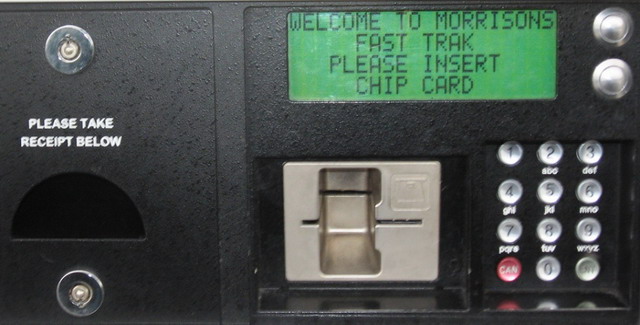 WELCOME TO MORRISONS
FAST TRAK
PLEASE INSERT
CHIP CARD
PLEASE TAKE
RECEIPT BELOW
1 2 3
abc def
4 5 6
ghi jkl mno
7 8 9
pqrs tuv wxyz
CAN 0